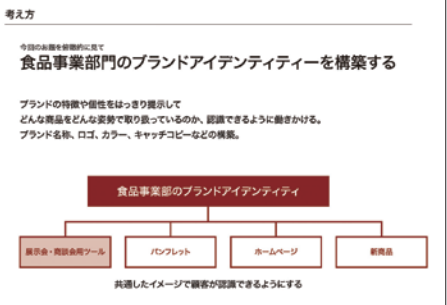 考え方
今回のお題を俯瞰的に見て
食品事業部門のブランドアイデンティティーを構築する
ブランドの特徴や個性をはっきり提示して
どんな商品をどんな姿勢で取り扱っているのか、認識できるように働きかける。
ブランド名称、ロゴ、カラー、キャッチコピーなどの構築。
食品事業部のブランドアイデンティティ
展示会・商談会用ツール
パンフレット
ホームページ
新商品
共通したイメージで顧客が認識できるようにする